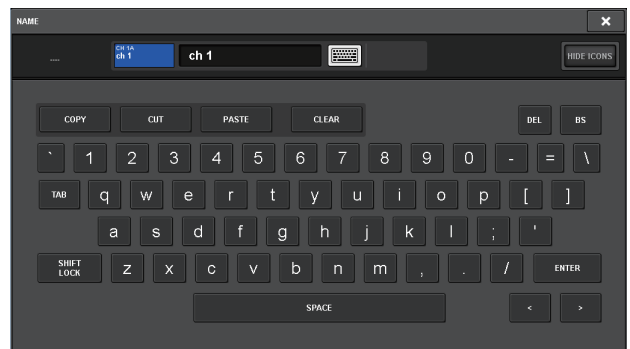 NAME ×
---- CH 1A ch 1 HIDE ICONS
ch 1
COPY CUT PASTE CLEAR DEL BS
` 1 2 3 4 5 6 7 8 9 0 - = \
TAB q w e r t y u i o p [ ]
a s d f g h j k l ; '
SHIFT LOCK z x c v b n m , . / ENTER
SPACE < >